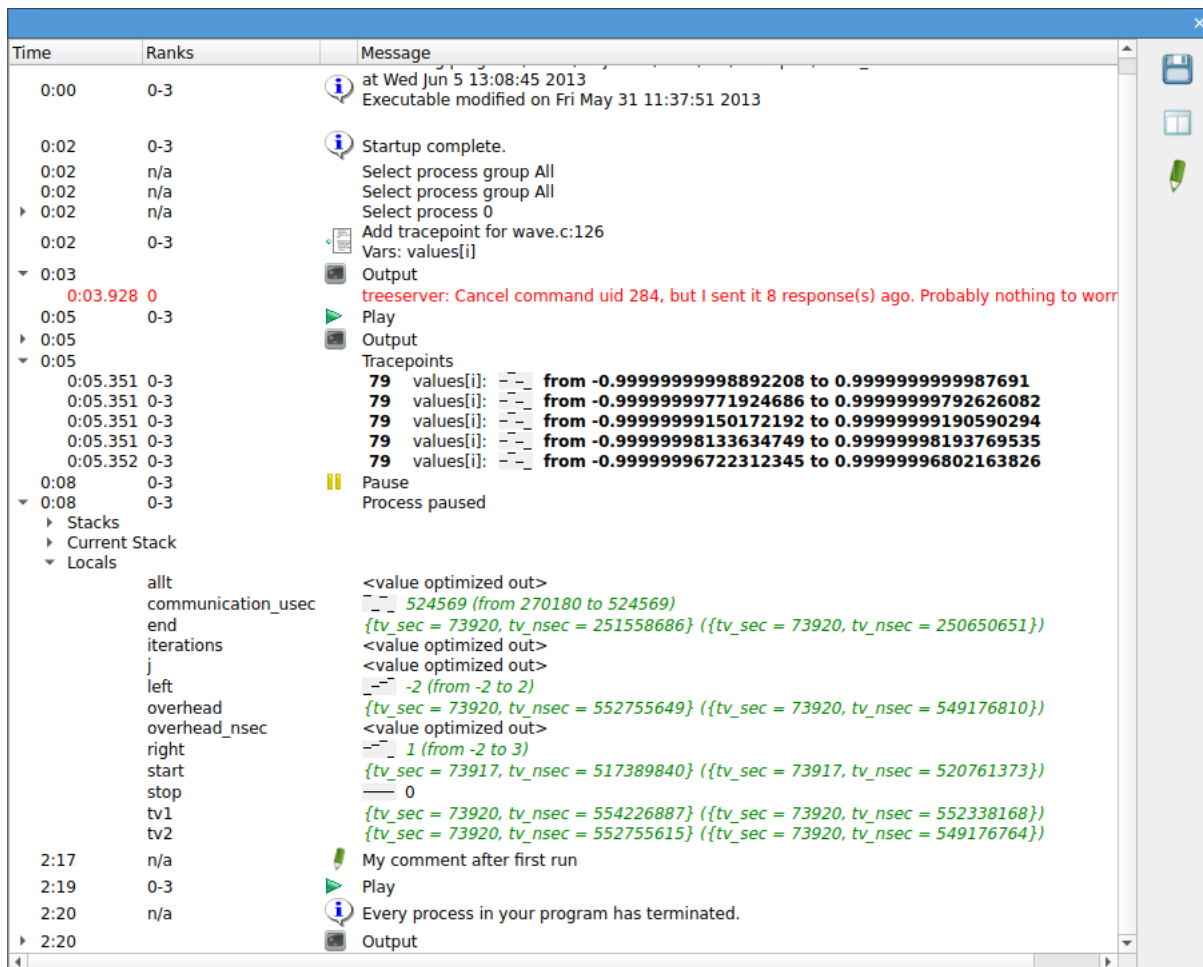 Time Ranks Message
at Wed Jun 5 13:08:45 2013
0:00 0-3
Executable modified on Fri May 31 11:37:51 2013
0:02 0-3 Startup complete.
0:02 n/a Select process group All
0:02 n/a Select process group All
0:02 n/a Select process 0
Add tracepoint for wave.c:126
0:02 0-3
Vars: values[i]
0:03 Output
0:03.928 0 treeserver: Cancel command uid 284, but I sent it 8 response(s) ago. Probably nothing to worr
0:05 0-3 Play
0:05 Output
0:05 Tracepoints
0:05.351 0-3 79 values[i]: from -0.99999999998892208 to 0.9999999999987691
0:05.351 0-3 79 values[i]: from -0.99999999771924686 to 0.99999999792626082
0:05.351 0-3 79 values[i]: from -0.99999999150172192 to 0.99999999190590294
0:05.351 0-3 79 values[i]: from -0.99999998133634749 to 0.99999998193769535
0:05.352 0-3 79 values[i]: from -0.99999996722312345 to 0.99999996802163826
0:08 0-3 Pause
0:08 0-3 Process paused
Stacks
Current Stack
Locals
allt <value optimized out>
communication_usec 524569 (from 270180 to 524569)
end {tv_sec = 73920, tv_nsec = 251558686} ({tv_sec = 73920, tv_nsec = 250650651})
iterations <value optimized out>
j <value optimized out>
left -2 (from -2 to 2)
overhead {tv_sec = 73920, tv_nsec = 552755649} ({tv_sec = 73920, tv_nsec = 549176810})
overhead_nsec <value optimized out>
right 1 (from -2 to 3)
start {tv_sec = 73917, tv_nsec = 517389840} ({tv_sec = 73917, tv_nsec = 520761373})
stop 0
tv1 {tv_sec = 73920, tv_nsec = 554226887} ({tv_sec = 73920, tv_nsec = 552338168})
tv2 {tv_sec = 73920, tv_nsec = 552755615} ({tv_sec = 73920, tv_nsec = 549176764})
2:17 n/a My comment after first run
2:19 0-3 Play
2:20 n/a Every process in your program has terminated.
2:20 Output